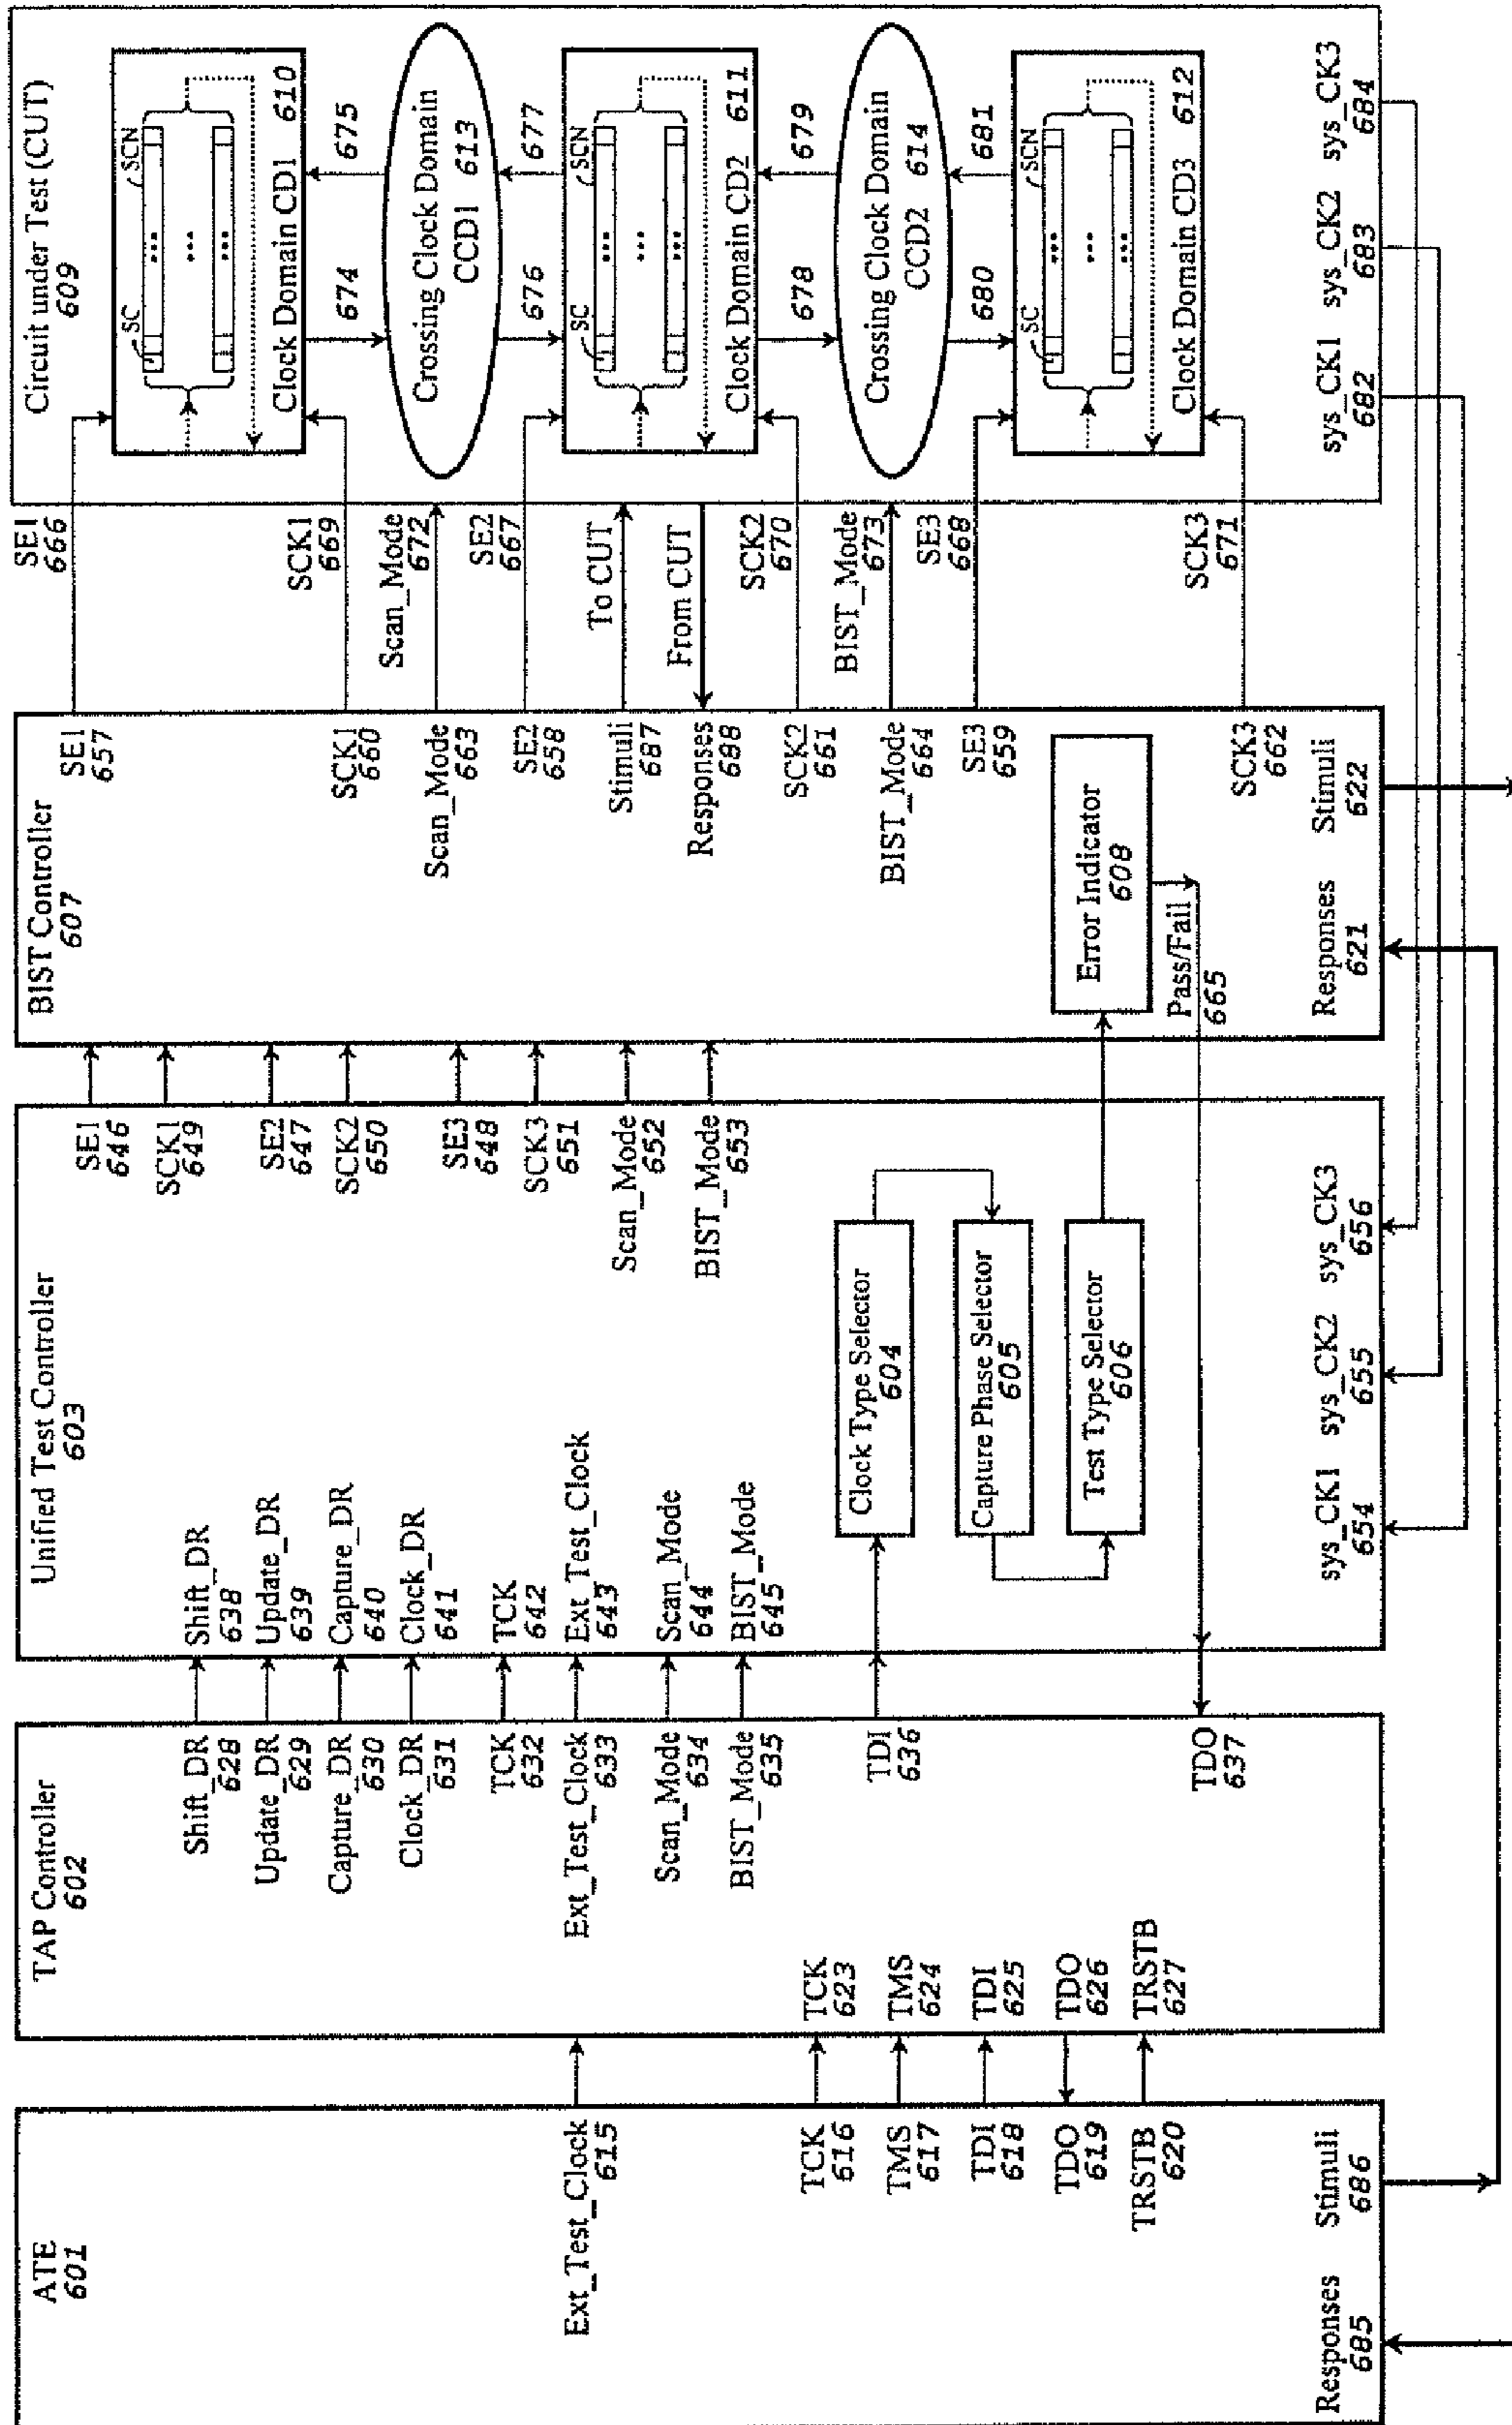 ATE
601
Ext_Test_Clock
615
TCK
616
TMS
617
TDI
618
TDO
619
TRSTB
620
Responses
685
Stimuli
686
TAP Controller
602
Shift_DR
628
Update_DR
629
Capture_DR
630
Clock_DR
631
TCK
632
Ext_Test_Clock
633
Scan_Mode
634
BIST_Mode
635
TDI
636
TDO
637
TCK
623
TMS
624
TDI
625
TDO
626
TRSTB
627
Unified Test Controller
603
Shift_DR
638
Update_DR
639
Capture_DR
640
Clock_DR
641
TCK
642
Ext_Test_Clock
643
Scan_Mode
644
BIST_Mode
645
SE1
646
SCK1
649
SE2
647
SCK2
650
SE3
648
SCK3
651
Scan_Mode
652
BIST_Mode
653
Clock Type Selector
604
Capture Phase Selector
605
Test Type Selector
606
sys_CK1
654
sys_CK2
655
sys_CK3
656
BIST Controller
607
SE1
657
SCK1
660
Scan_Mode
663
SE2
658
Stimuli
687
Responses
688
SCK2
661
BIST_Mode
664
SE3
659
SCK3
662
Error Indicator
608
Pass/Fail
665
Responses
621
Stimuli
622
SE1
666
SCK1
669
Scan_Mode
672
SE2
667
To CUT
From CUT
SCK2
670
BIST_Mode
673
SE3
668
SCK3
671
Circuit under Test (CUT)
609
SC
SCN
Clock Domain CD1 610
674
675
Crossing Clock Domain
CCD1 613
676
677
SC
SCN
Clock Domain CD2 611
678
679
Crossing Clock Domain
CCD2 614
680
681
SC
SCN
Clock Domain CD3 612
sys_CK1
682
sys_CK2
683
sys_CK3
684